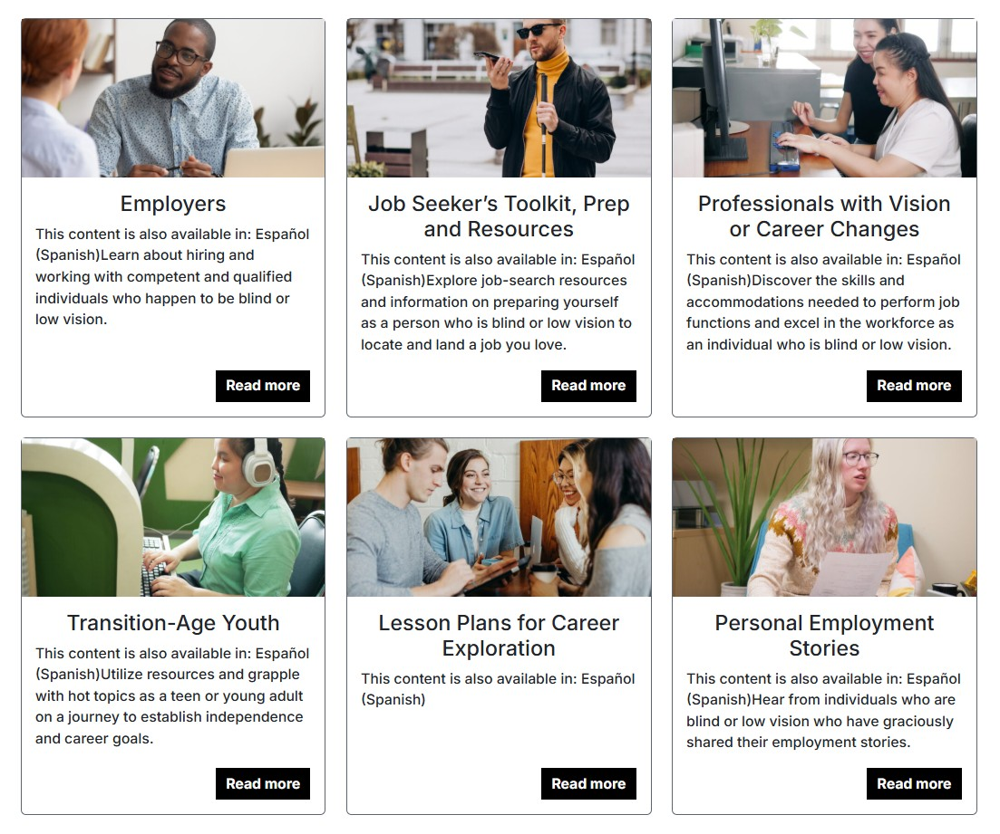 Employers
This content is also available in: Español
(Spanish)Learn about hiring and
working with competent and qualified
individuals who happen to be blind or
low vision.
Read more
Job Seeker’s Toolkit, Prep
and Resources
This content is also available in: Español
(Spanish)Explore job-search resources
and information on preparing yourself
as a person who is blind or low vision to
locate and land a job you love.
Read more
Professionals with Vision
or Career Changes
This content is also available in: Español
(Spanish)Discover the skills and
accommodations needed to perform job
functions and excel in the workforce as
an individual who is blind or low vision.
Read more
Transition-Age Youth
This content is also available in: Español
(Spanish)Utilize resources and grapple
with hot topics as a teen or young adult
on a journey to establish independence
and career goals.
Read more
Lesson Plans for Career
Exploration
This content is also available in: Español
(Spanish)
Read more
Personal Employment
Stories
This content is also available in: Español
(Spanish)Hear from individuals who are
blind or low vision who have graciously
shared their employment stories.
Read more